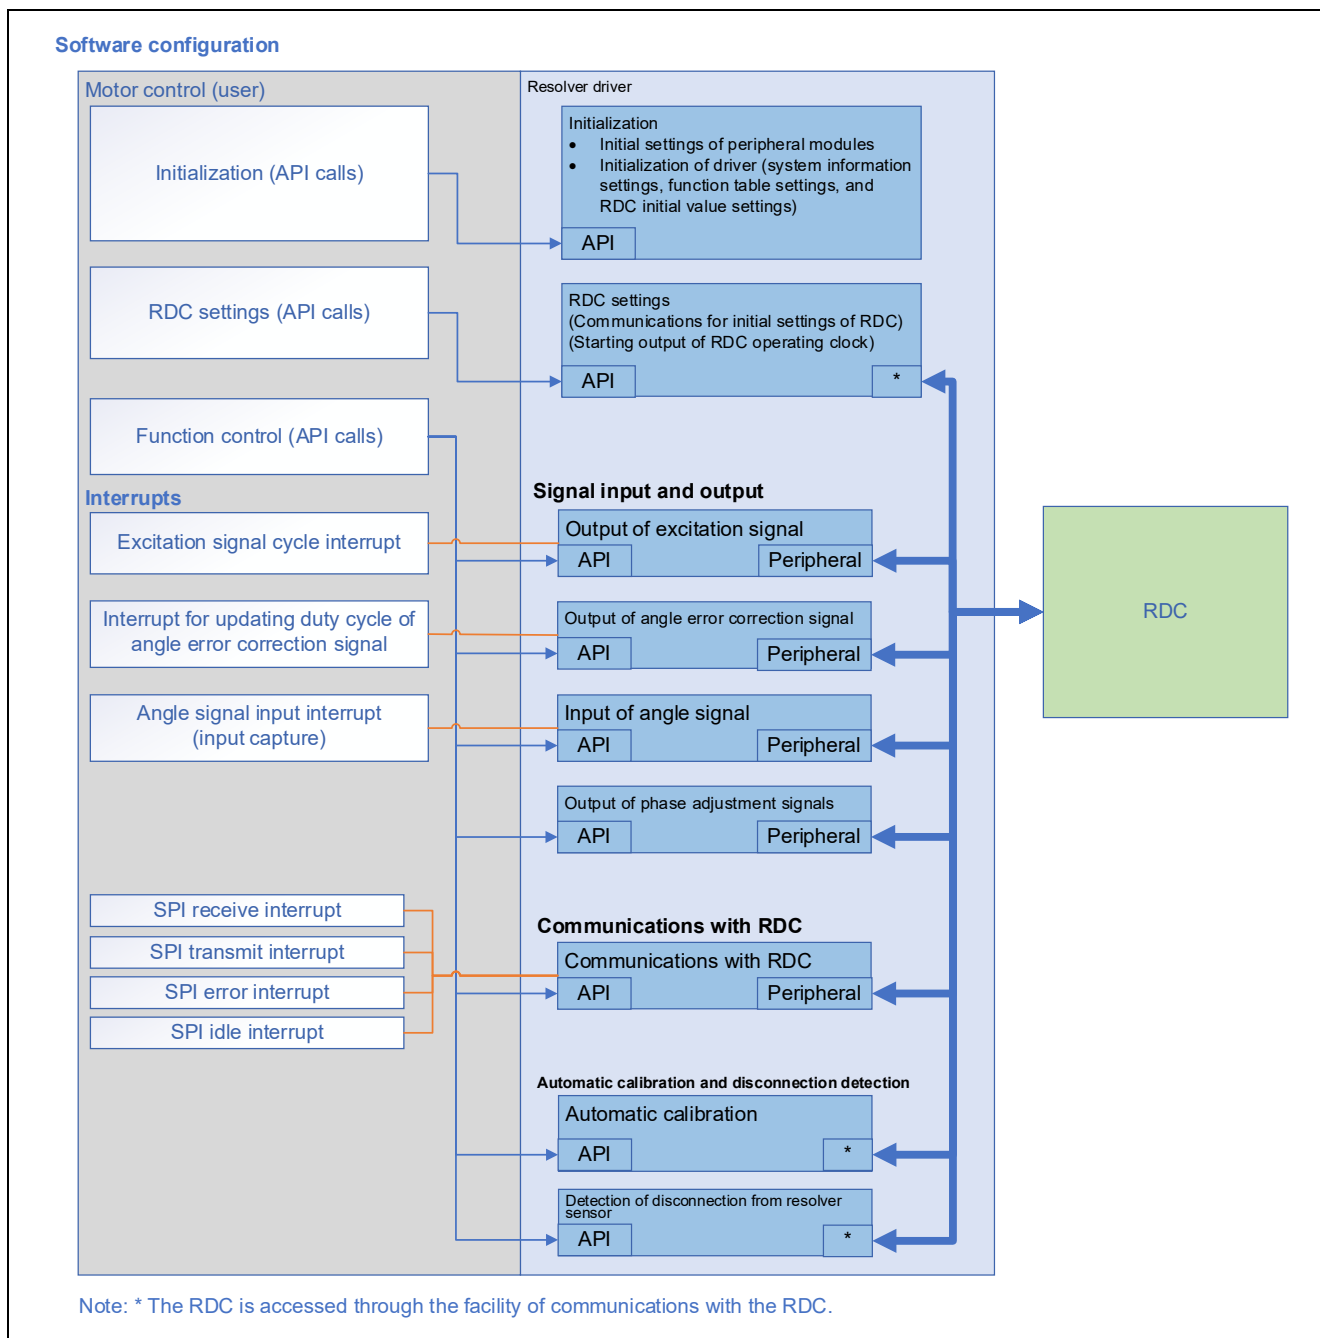 Software configuration
Motor control (user)
Initialization (API calls)
RDC settings (API calls)
Function control (API calls)
Interrupts
Excitation signal cycle interrupt
Interrupt for updating duty cycle of
angle error correction signal
Angle signal input interrupt
(input capture)
SPI receive interrupt
SPI transmit interrupt
SPI error interrupt
SPI idle interrupt
Resolver driver
Initialization
• Initial settings of peripheral modules
• Initialization of driver (system information
settings, function table settings, and
RDC initial value settings)
API
RDC settings
(Communications for initial settings of RDC)
(Starting output of RDC operating clock)
API *
Signal input and output
Output of excitation signal
API Peripheral
Output of angle error correction signal
API Peripheral
Input of angle signal
API Peripheral
Output of phase adjustment signals
API Peripheral
Communications with RDC
Communications with RDC
API Peripheral
Automatic calibration and disconnection detection
Automatic calibration
API *
Detection of disconnection from resolver
sensor
API *
RDC
Note: * The RDC is accessed through the facility of communications with the RDC.